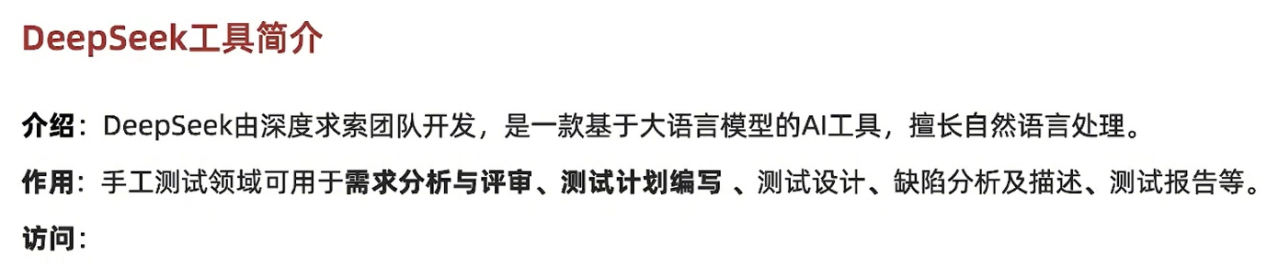 DeepSeek工具简介
介绍：DeepSeek由深度求索团队开发，是一款基于大语言模型的AI工具，擅长自然语言处理。
作用：手工测试领域可用于需求分析与评审、测试计划编写 、测试设计、缺陷分析及描述、测试报告等。
访问：